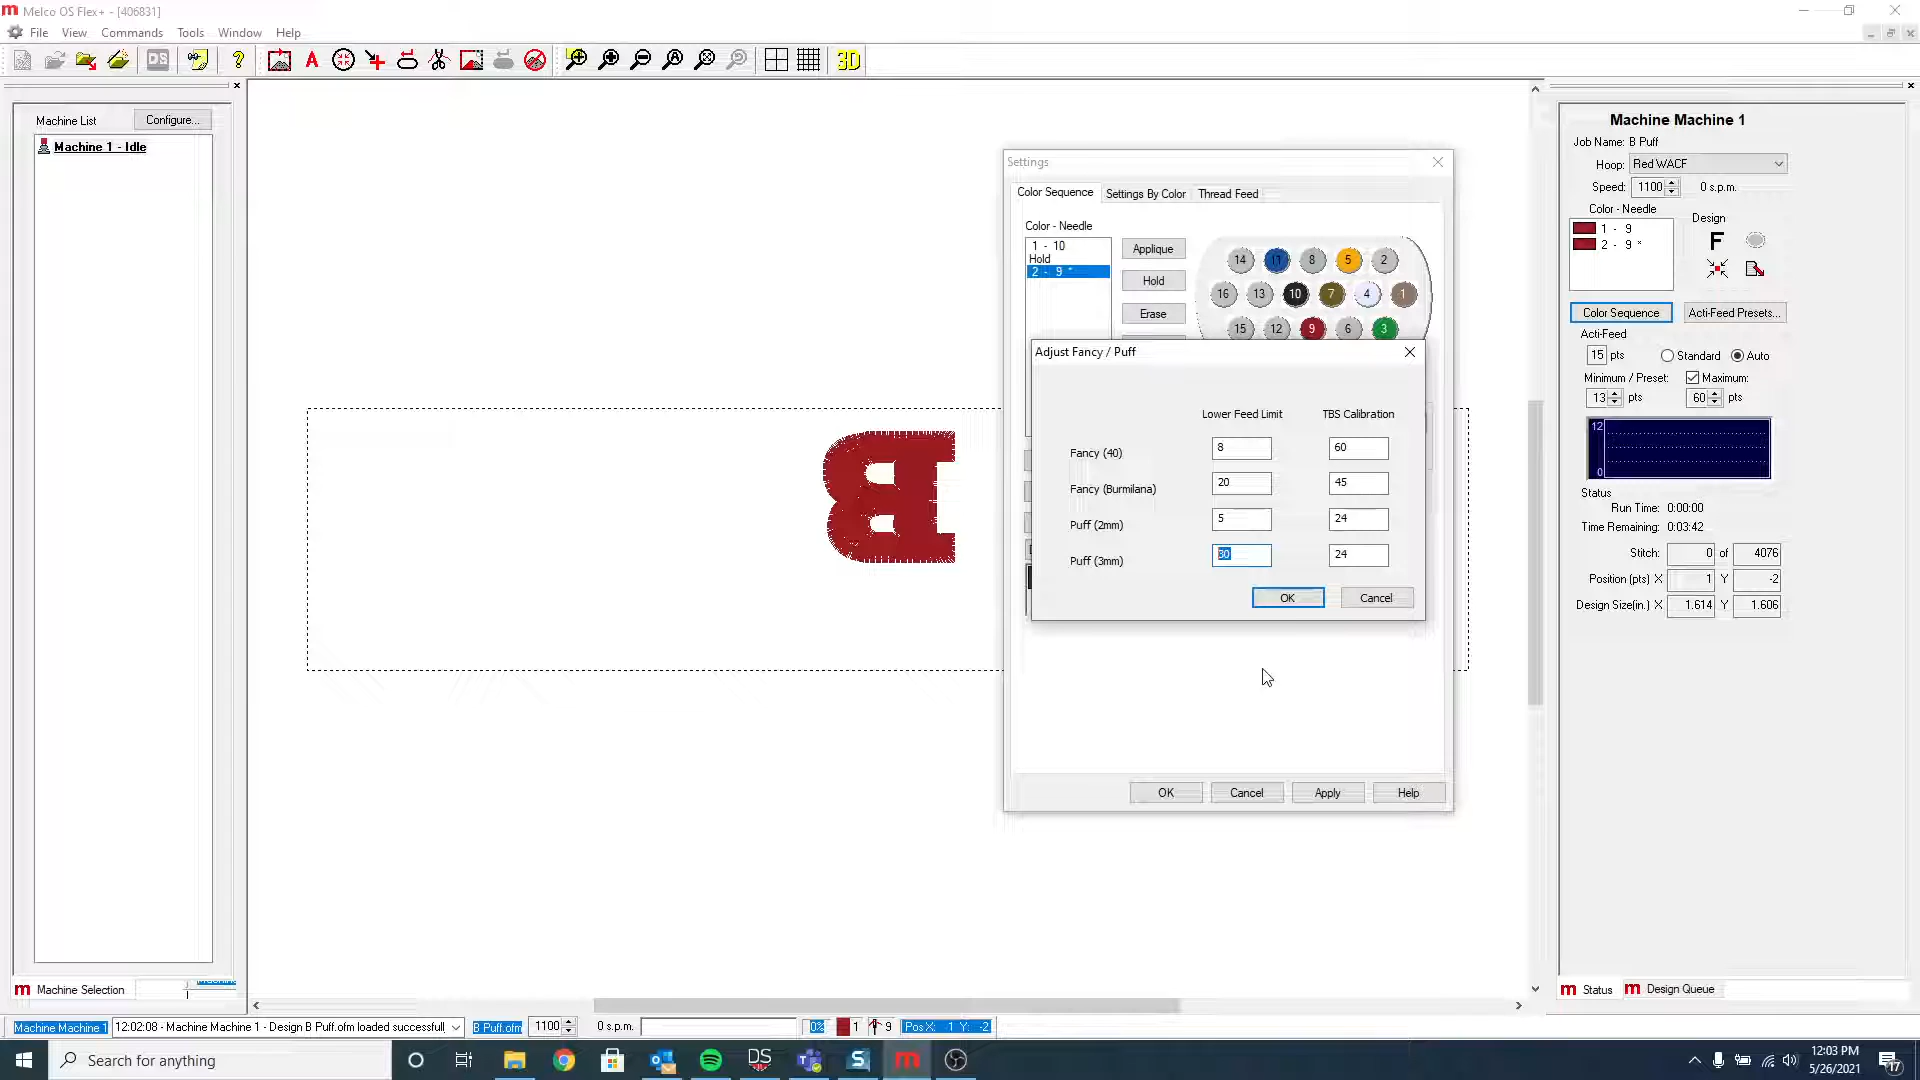 Melco OS Flex+ - [406831]
File View Commands Tools Window Help
DS ? A 3D
Machine List Configure...
Machine 1 - Idle
Settings
Color Sequence Settings By Color Thread Feed
Color - Needle
1 - 10
Hold
2 - 9 *
Applique
Hold
Erase
14 11 8 5 2
16 13 10 7 4 1
15 12 9 6 3
Adjust Fancy / Puff
Lower Feed Limit TBS Calibration
Fancy (40) 8 60
Fancy (Burmilana) 20 45
Puff (2mm) 5 24
Puff (3mm) 30 24
OK Cancel
OK Cancel Apply Help
Machine Machine 1
Job Name: B Puff
Hoop: Red WACF
Speed: 1100 0 s.p.m.
Color - Needle
1 - 9
2 - 9 *
Design
F
Color Sequence Acti-Feed Presets...
Acti-Feed
15 pts Standard Auto
Minimum / Preset: Maximum:
13 pts 60 pts
12
0
Status
Run Time: 0:00:00
Time Remaining: 0:03:42
Stitch: 0 of 4076
Position (pts) X 1 Y -2
Design Size(in.) X 1.614 Y 1.606
Machine Selection
Status Design Queue
Machine Machine 1 12:02:08 - Machine Machine 1 - Design B Puff.ofm loaded successfull B Puff.ofm 1100 0 s.p.m. 0% 1 9 Pos X: 1 Y: -2
Search for anything
DS
12:03 PM
5/26/2021
17